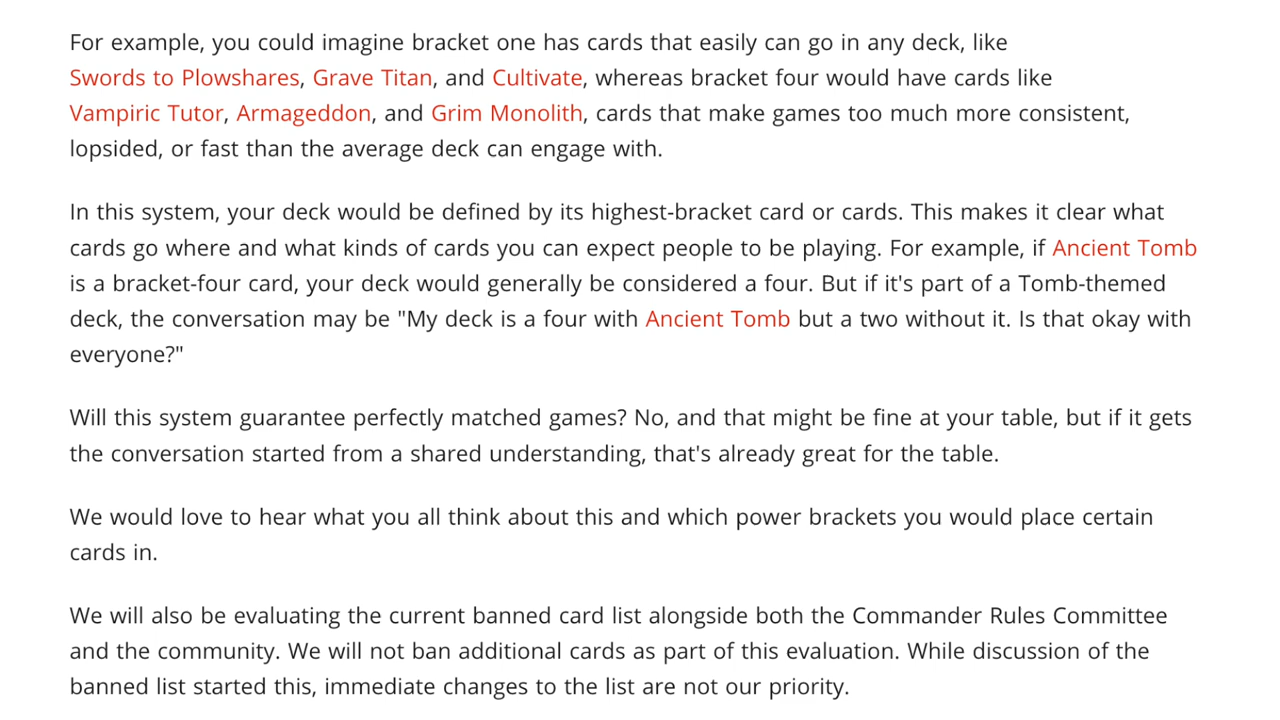 For example, you could imagine bracket one has cards that easily can go in any deck, like
Swords to Plowshares, Grave Titan, and Cultivate, whereas bracket four would have cards like
Vampiric Tutor, Armageddon, and Grim Monolith, cards that make games too much more consistent,
lopsided, or fast than the average deck can engage with.
In this system, your deck would be defined by its highest-bracket card or cards. This makes it clear what
cards go where and what kinds of cards you can expect people to be playing. For example, if Ancient Tomb
is a bracket-four card, your deck would generally be considered a four. But if it's part of a Tomb-themed
deck, the conversation may be "My deck is a four with Ancient Tomb but a two without it. Is that okay with
everyone?"
Will this system guarantee perfectly matched games? No, and that might be fine at your table, but if it gets
the conversation started from a shared understanding, that's already great for the table.
We would love to hear what you all think about this and which power brackets you would place certain
cards in.
We will also be evaluating the current banned card list alongside both the Commander Rules Committee
and the community. We will not ban additional cards as part of this evaluation. While discussion of the
banned list started this, immediate changes to the list are not our priority.